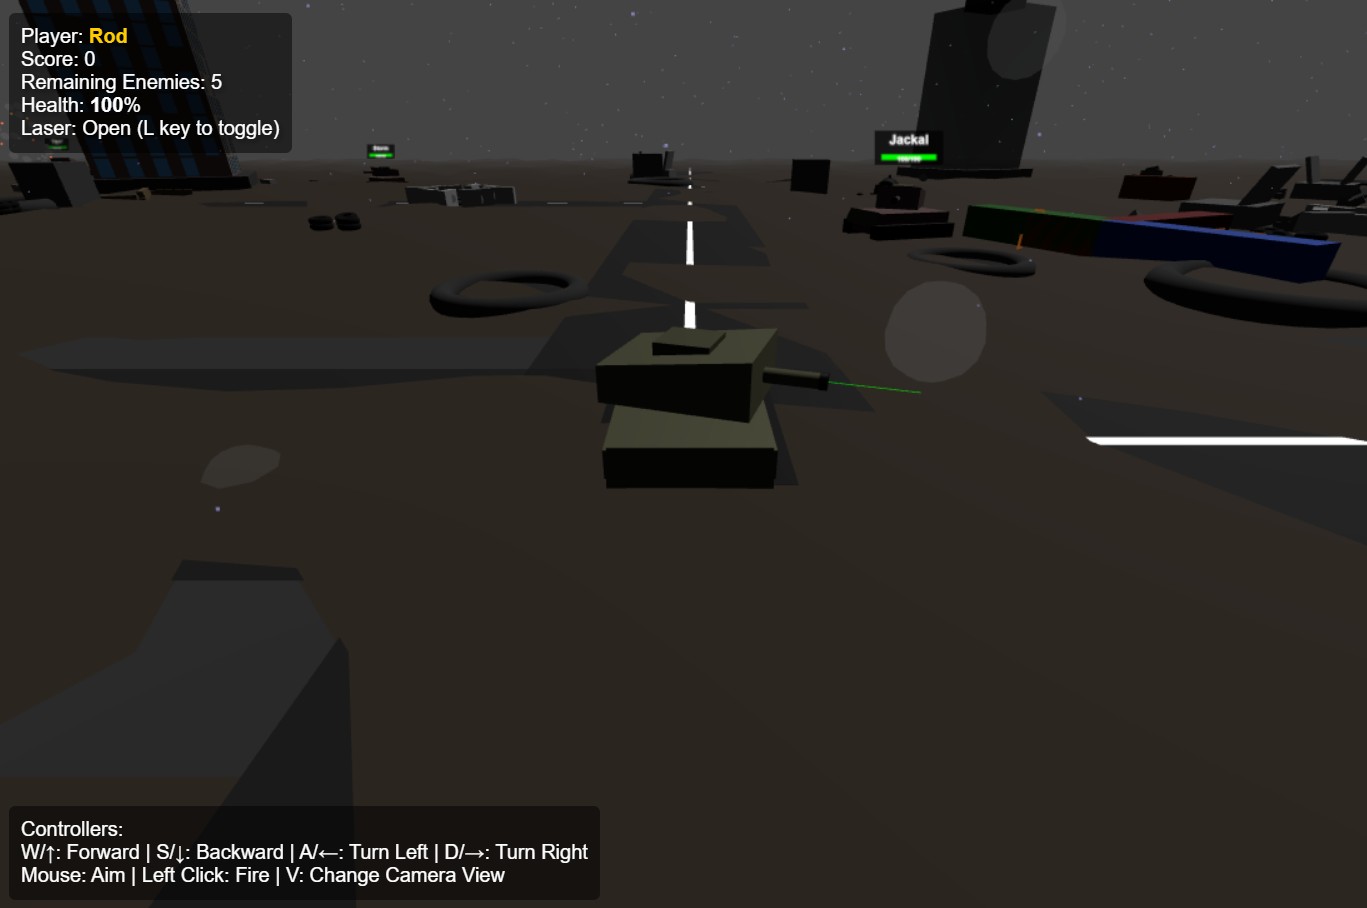 Player: Rod
Score: 0
Remaining Enemies: 5
Health: 100%
Laser: Open (L key to toggle)
Jackal
Controllers:
W/↑: Forward | S/↓: Backward | A/←: Turn Left | D/→: Turn Right
Mouse: Aim | Left Click: Fire | V: Change Camera View